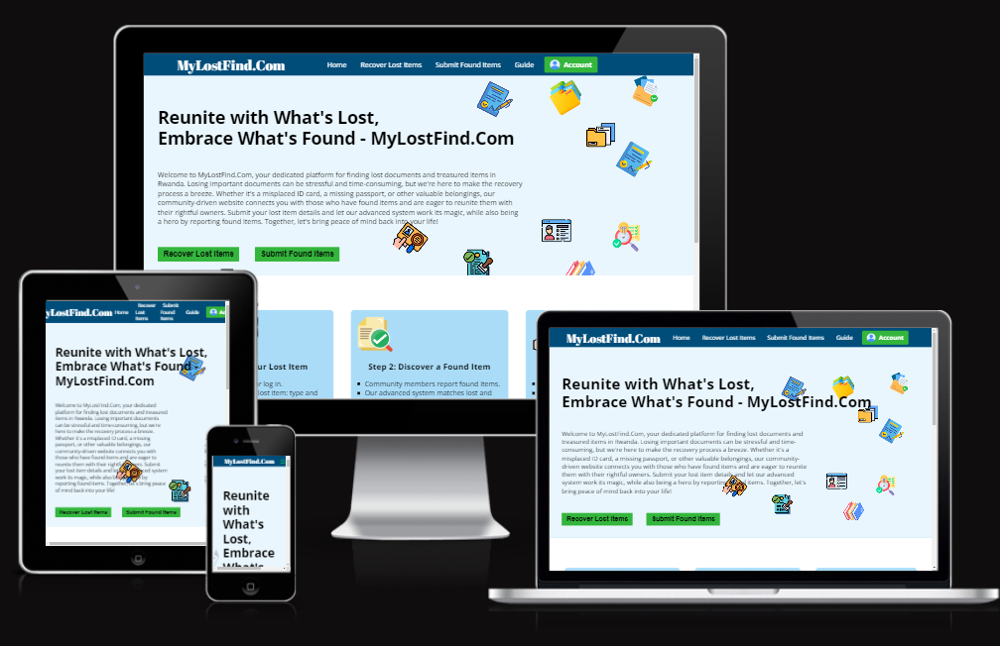 MyLostFind.Com
Home Recover Lost Items Submit Found Items Guide Account
Reunite with What's Lost,
Embrace What's Found - MyLostFind.Com
Welcome to MyLostFind.Com, your dedicated platform for finding lost documents and treasured items in
Rwanda. Losing important documents can be stressful and time-consuming, but we're here to make the recovery
process a breeze. Whether it's a misplaced ID card, a missing passport, or other valuable belongings, our
community-driven website connects you with those who have found items and are eager to reunite them with
their rightful owners. Submit your lost item details and let our advanced system work its magic, while also being
a hero by reporting found items. Together, let's bring peace of mind back into your life!
Recover Lost Items Submit Found Items
ur Lost Item
r log in.
lost item: type and
Step 2: Discover a Found Item
Community members report found items.
Our advanced system matches lost and
yLostFind.Com
Home
Recover
Lost
Items
Submit
Found
Items
Guide
A
Reunite with What's Lost,
Embrace What's Found -
MyLostFind.Com
Welcome to MyLostFind.Com, your dedicated
platform for finding lost documents and treasured
items in Rwanda. Losing important documents
can be stressful and time-consuming, but we're
here to make the recovery process a breeze.
Whether it's a misplaced ID card, a missing
passport, or other valuable belongings, our
community-driven website connects you with
those who have found items and are eager to
reunite them with their rightful owners. Submit
your lost item details and let our advanced system
work its magic, while also being a hero by
reporting found items. Together, let's bring peace
of mind back into your life!
Recover Lost Items Submit Found Items
MyLostFind.Com
Reunite
with
What's
Lost,
Embrace
What's
MyLostFind.Com
Home Recover Lost Items Submit Found Items Guide Account
Reunite with What's Lost,
Embrace What's Found - MyLostFind.Com
Welcome to MyLostFind.Com, your dedicated platform for finding lost documents and
treasured items in Rwanda. Losing important documents can be stressful and time-
consuming, but we're here to make the recovery process a breeze. Whether it's a
misplaced ID card, a missing passport, or other valuable belongings, our community-
driven website connects you with those who have found items and are eager to reunite
them with their rightful owners. Submit your lost item details and let our advanced
system work its magic, while also being a hero by reporting found items. Together, let's
bring peace of mind back into your life!
Recover Lost Items Submit Found Items